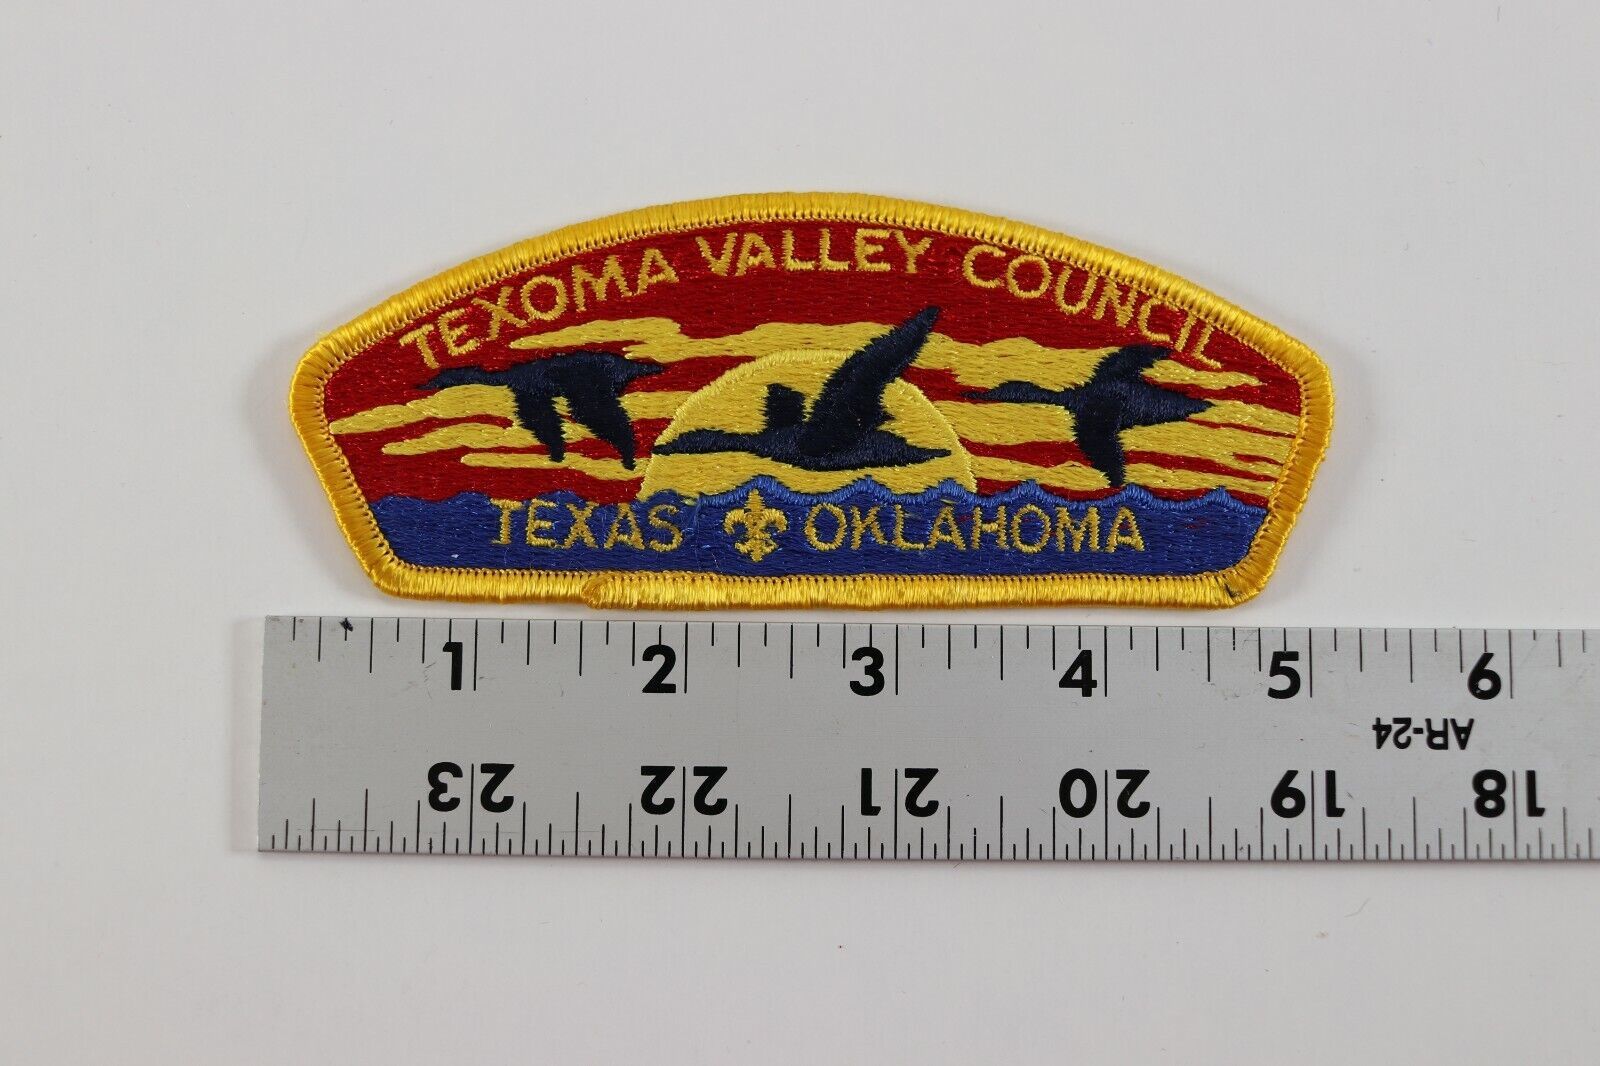 TEXOMA VALLEY COUNCIL
TEXAS OKLAHOMA
1 2 3 4 5 6
AR-24
23 22 21 20 19 18